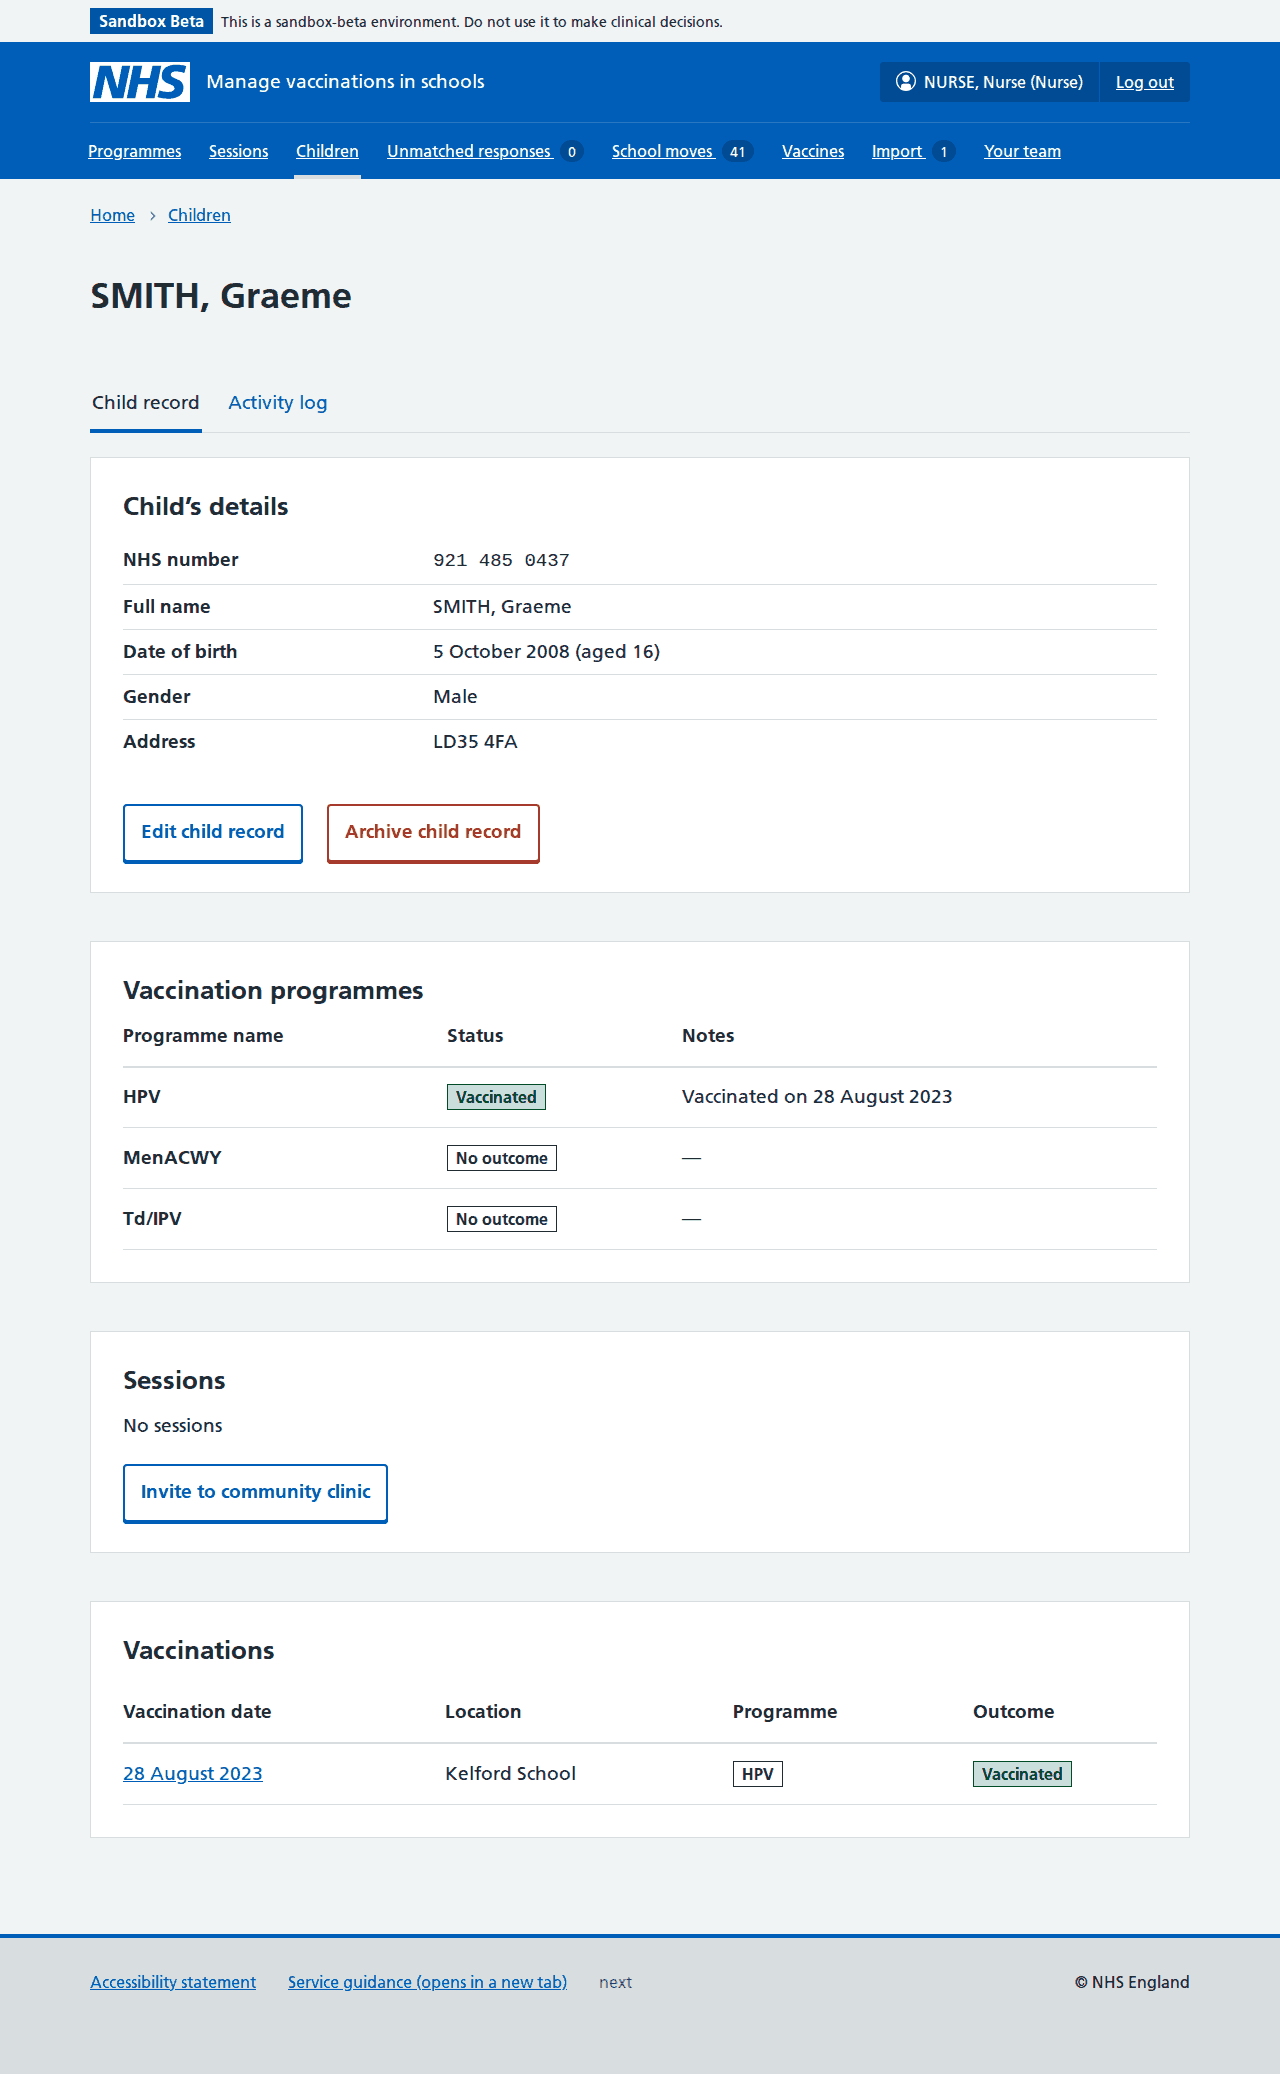 Sandbox Beta This is a sandbox-beta environment. Do not use it to make clinical decisions.
NHS Manage vaccinations in schools NURSE, Nurse (Nurse) Log out
Programmes Sessions Children Unmatched responses 0 School moves 41 Vaccines Import 1 Your team
Home › Children
SMITH, Graeme
Child record Activity log
Child’s details
NHS number 921 485 0437
Full name SMITH, Graeme
Date of birth 5 October 2008 (aged 16)
Gender Male
Address LD35 4FA
Edit child record Archive child record
Vaccination programmes
Programme name Status Notes
HPV Vaccinated Vaccinated on 28 August 2023
MenACWY No outcome —
Td/IPV No outcome —
Sessions
No sessions
Invite to community clinic
Vaccinations
Vaccination date Location Programme Outcome
28 August 2023 Kelford School HPV Vaccinated
Accessibility statement Service guidance (opens in a new tab) next © NHS England